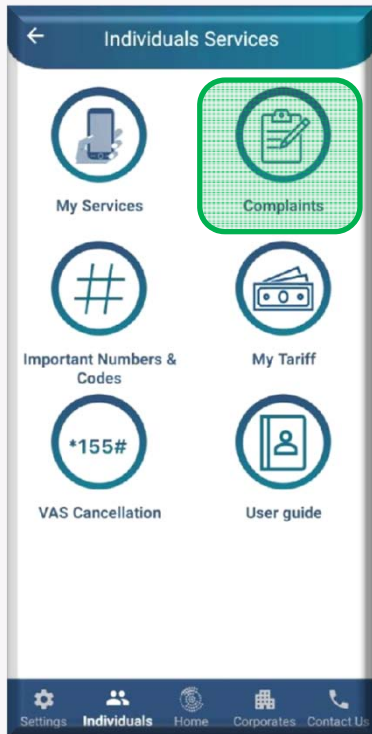 Individuals Services
My Services
Complaints
Important Numbers &
Codes
My Tariff
*155#
VAS Cancellation
User guide
Settings
Individuals
Home
Corporates
Contact Us